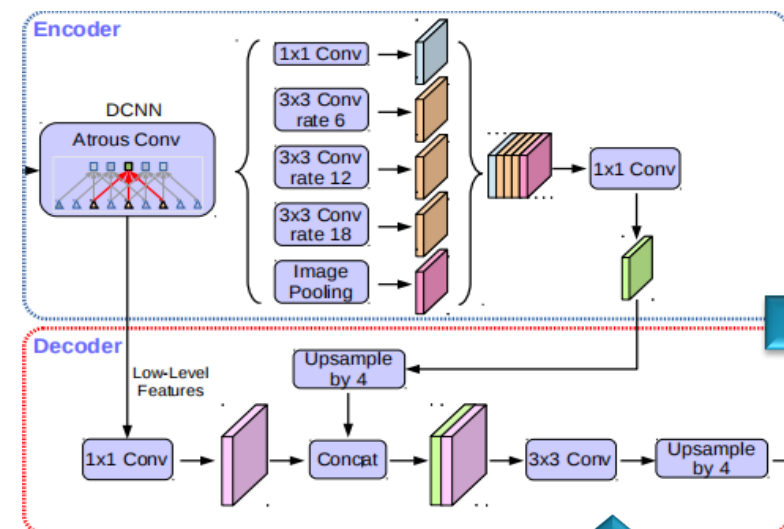 Encoder
DCNN
Atrous Conv
1x1 Conv
3x3 Conv
rate 6
3x3 Conv
rate 12
3x3 Conv
rate 18
Image
Pooling
1x1 Conv
Decoder
Low-Level
Features
Upsample
by 4
1x1 Conv
Concat
3x3 Conv
Upsample
by 4